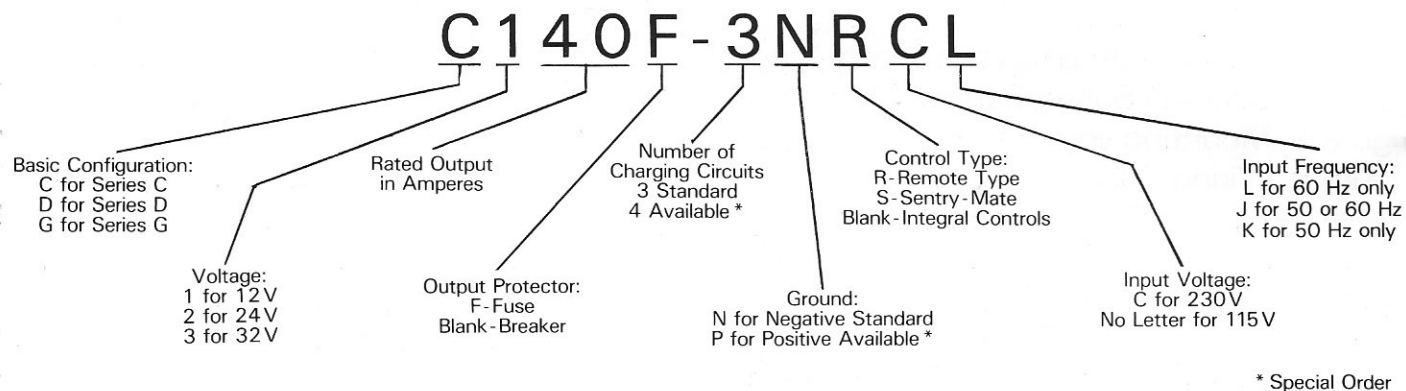 C140F-3NRCL
Basic Configuration:
C for Series C
D for Series D
G for Series G
Voltage:
1 for 12V
2 for 24V
3 for 32V
Rated Output
in Amperes
Output Protector:
F-Fuse
Blank-Breaker
Number of
Charging Circuits
3 Standard
4 Available *
Ground:
N for Negative Standard
P for Positive Available *
Control Type:
R-Remote Type
S-Sentry-Mate
Blank-Integral Controls
Input Voltage:
C for 230V
No Letter for 115V
Input Frequency:
L for 60 Hz only
J for 50 or 60 Hz
K for 50 Hz only
* Special Order